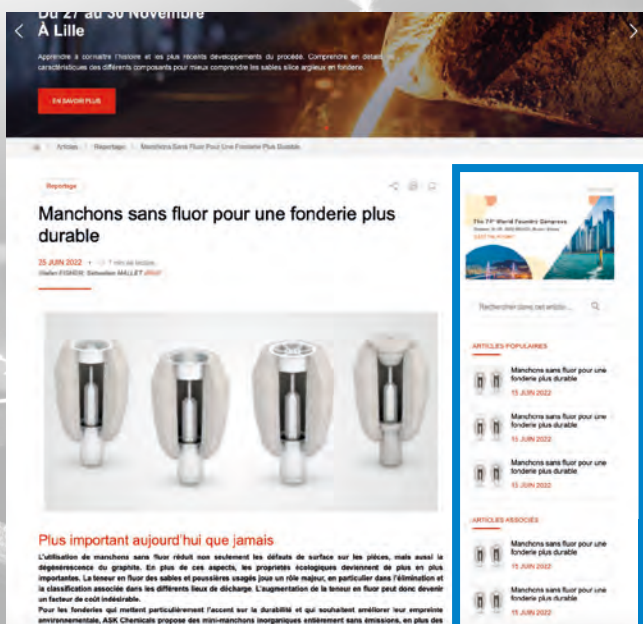 Du 27 au 30 Novembre
À Lille
Apprendre à connaitre l'histoire et les plus récents developpements du procédé. Comprendre en détail
caractéristiques des différents composants pour mieux comprendre les sables silice argileux en fonderie.
EN SAVOIR PLUS
Articles Reportage Manchons Sans Fluor Pour Une Fonderie Plus Durable
Reportage
Manchons sans fluor pour une fonderie plus
durable
25 JUIN 2022 • 7 min de lecture
Sébastien MALLET
Plus important aujourd'hui que jamais
L'utilisation de manchons sans fluor réduit non seulement les défauts de surface sur les pièces, mais aussi la
dégénérescence du graphite. En plus de ces aspects, les propriétés écologiques deviennent de plus en plus
importantes. La teneur en fluor des sables et poussières usagés joue un rôle majeur, en particulier dans l'élimination et
la classification associée dans les différents lieux de décharge. L'augmentation de la teneur en fluor peut donc devenir
un facteur de coût indésirable.
Pour les fonderies qui mettent particulièrement l'accent sur la durabilité et qui souhaitent améliorer leur empreinte
environnementale, ASK Chemicals propose des mini-manchons inorganiques entièrement sans émissions, en plus des
The World Foundry Congress
Rechercher dans cet article...
ARTICLES POPULAIRES
Manchons sans fluor pour une
fonderie plus durable
15 JUIN 2022
Manchons sans fluor pour une
fonderie plus durable
15 JUIN 2022
Manchons sans fluor pour une
fonderie plus durable
15 JUIN 2022
ARTICLES ASSOCIÉS
Manchons sans fluor pour une
fonderie plus durable
15 JUIN 2022
Manchons sans fluor pour une
fonderie plus durable
15 JUIN 2022